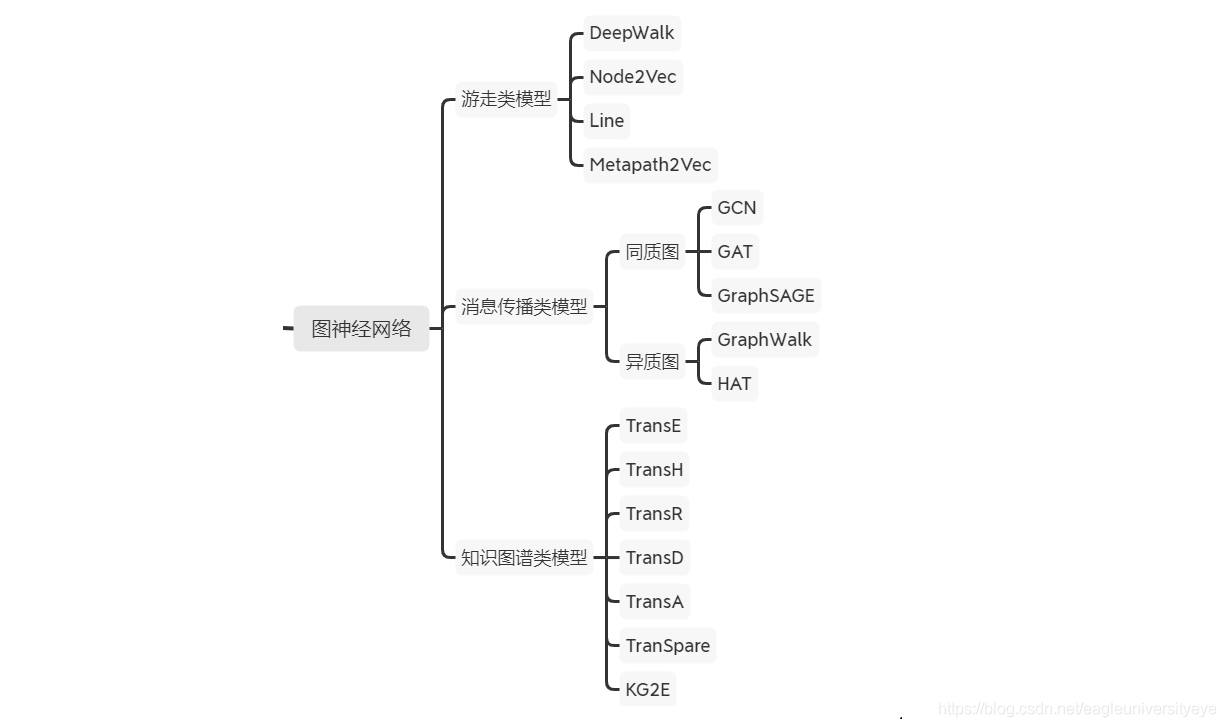 图神经网络
游走类模型
DeepWalk
Node2Vec
Line
Metapath2Vec
消息传播类模型
同质图
GCN
GAT
GraphSAGE
异质图
GraphWalk
HAT
知识图谱类模型
TransE
TransH
TransR
TransD
TransA
TranSpare
KG2E
https://blog.csdn.net/eagleuniversityeye